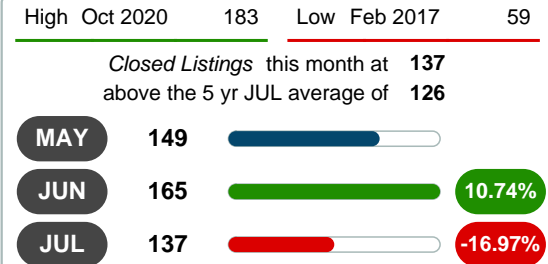 High Oct 2020 183 Low Feb 2017 59
Closed Listings this month at 137
above the 5 yr JUL average of 126
MAY 149
JUN 165 10.74%
JUL 137 -16.97%